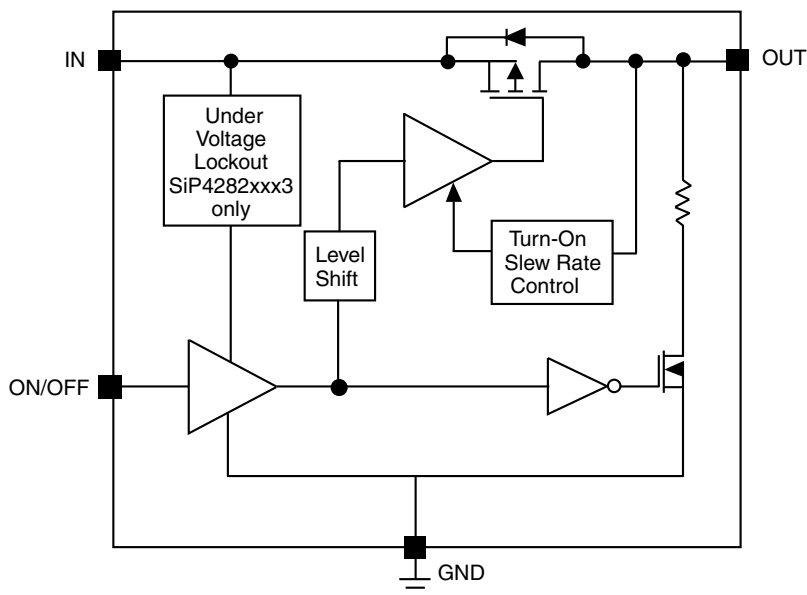 IN
OUT
Under
Voltage
Lockout
SiP4282xxx3
only
Level
Shift
Turn-On
Slew Rate
Control
ON/OFF
GND